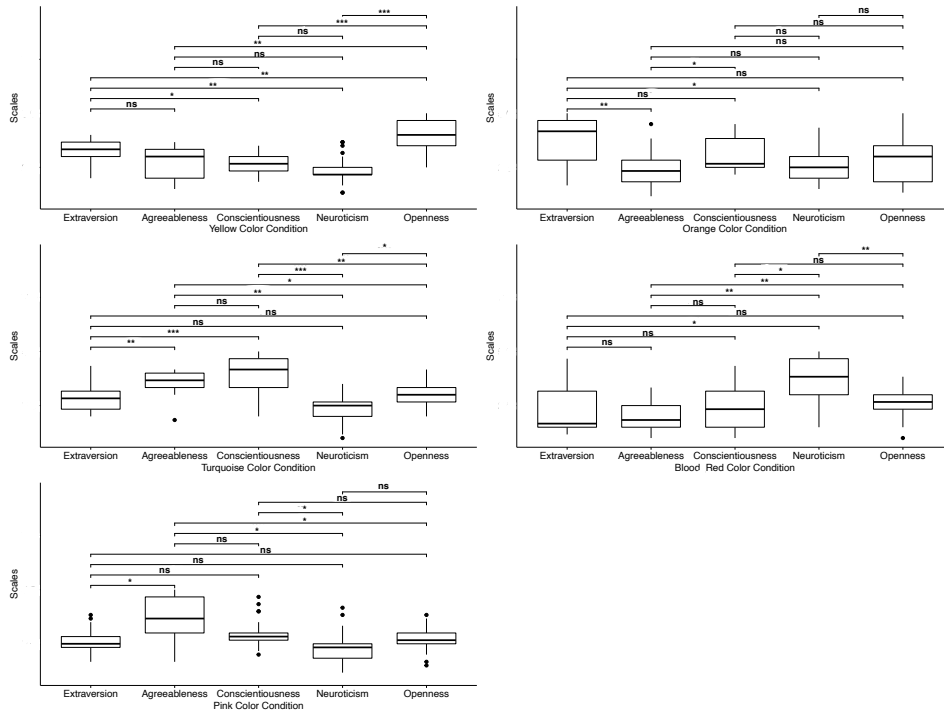 ***
***
ns
**
ns
ns
**
**
*
ns
Scales
Extraversion Agreeableness Conscientiousness Neuroticism Openness
Yellow Color Condition
ns
ns
ns
ns
ns
*
ns
*
ns
**
Scales
Extraversion Agreeableness Conscientiousness Neuroticism Openness
Orange Color Condition
*
**
***
*
**
ns
ns
ns
***
**
Scales
Extraversion Agreeableness Conscientiousness Neuroticism Openness
Turquoise Color Condition
**
ns
*
**
**
ns
ns
*
ns
ns
Scales
Extraversion Agreeableness Conscientiousness Neuroticism Openness
Blood Red Color Condition
ns
ns
*
*
*
ns
ns
ns
ns
*
Scales
Extraversion Agreeableness Conscientiousness Neuroticism Openness
Pink Color Condition